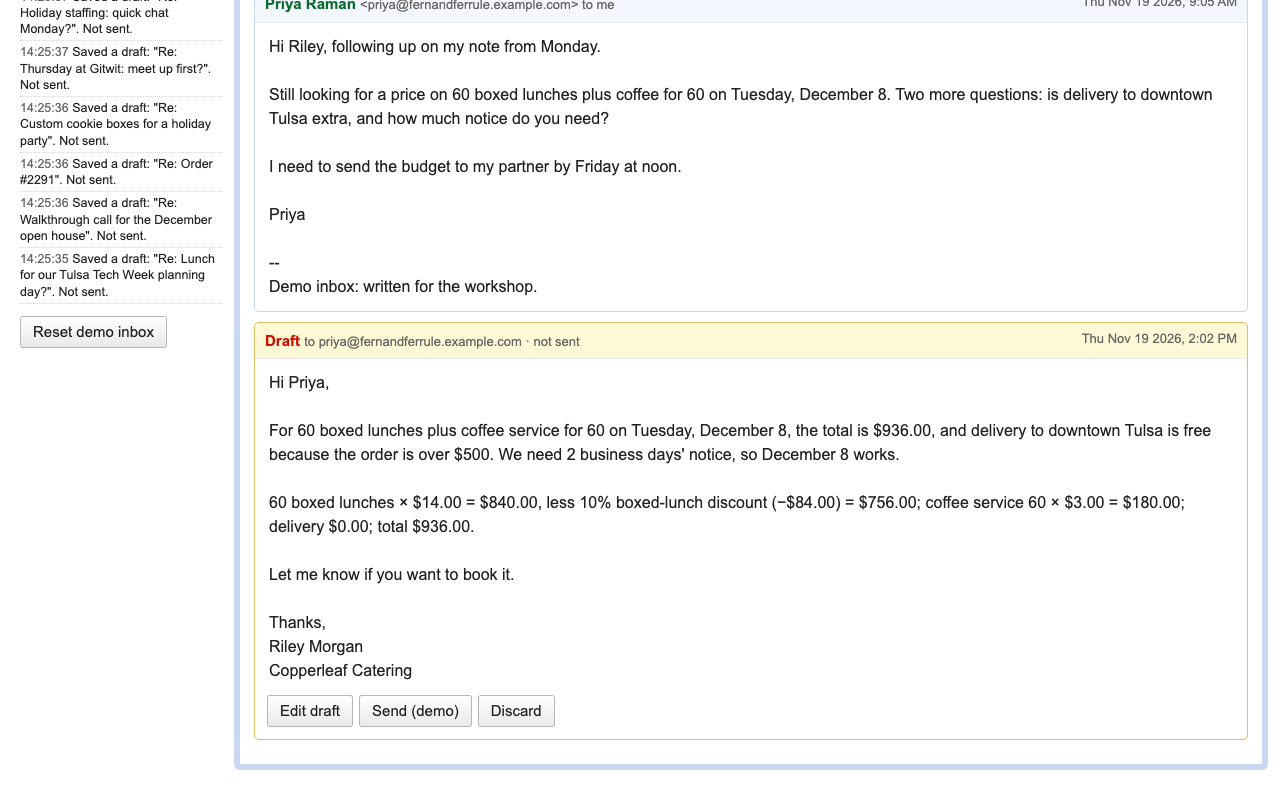 Holiday staffing: quick chat
Monday?". Not sent.
14:25:37 Saved a draft: "Re:
Thursday at Gitwit: meet up first?".
Not sent.
14:25:36 Saved a draft: "Re:
Custom cookie boxes for a holiday
party". Not sent.
14:25:36 Saved a draft: "Re: Order
#2291". Not sent.
14:25:36 Saved a draft: "Re:
Walkthrough call for the December
open house". Not sent.
14:25:35 Saved a draft: "Re: Lunch
for our Tulsa Tech Week planning
day?". Not sent.
Reset demo inbox
Priya Raman <priya@fernandferrule.example.com> to me
Thu Nov 19 2026, 9:05 AM
Hi Riley, following up on my note from Monday.
Still looking for a price on 60 boxed lunches plus coffee for 60 on Tuesday, December 8. Two more questions: is delivery to downtown
Tulsa extra, and how much notice do you need?
I need to send the budget to my partner by Friday at noon.
Priya
--
Demo inbox: written for the workshop.
Draft to priya@fernandferrule.example.com · not sent
Thu Nov 19 2026, 2:02 PM
Hi Priya,
For 60 boxed lunches plus coffee service for 60 on Tuesday, December 8, the total is $936.00, and delivery to downtown Tulsa is free
because the order is over $500. We need 2 business days' notice, so December 8 works.
60 boxed lunches × $14.00 = $840.00, less 10% boxed-lunch discount (−$84.00) = $756.00; coffee service 60 × $3.00 = $180.00;
delivery $0.00; total $936.00.
Let me know if you want to book it.
Thanks,
Riley Morgan
Copperleaf Catering
Edit draft
Send (demo)
Discard